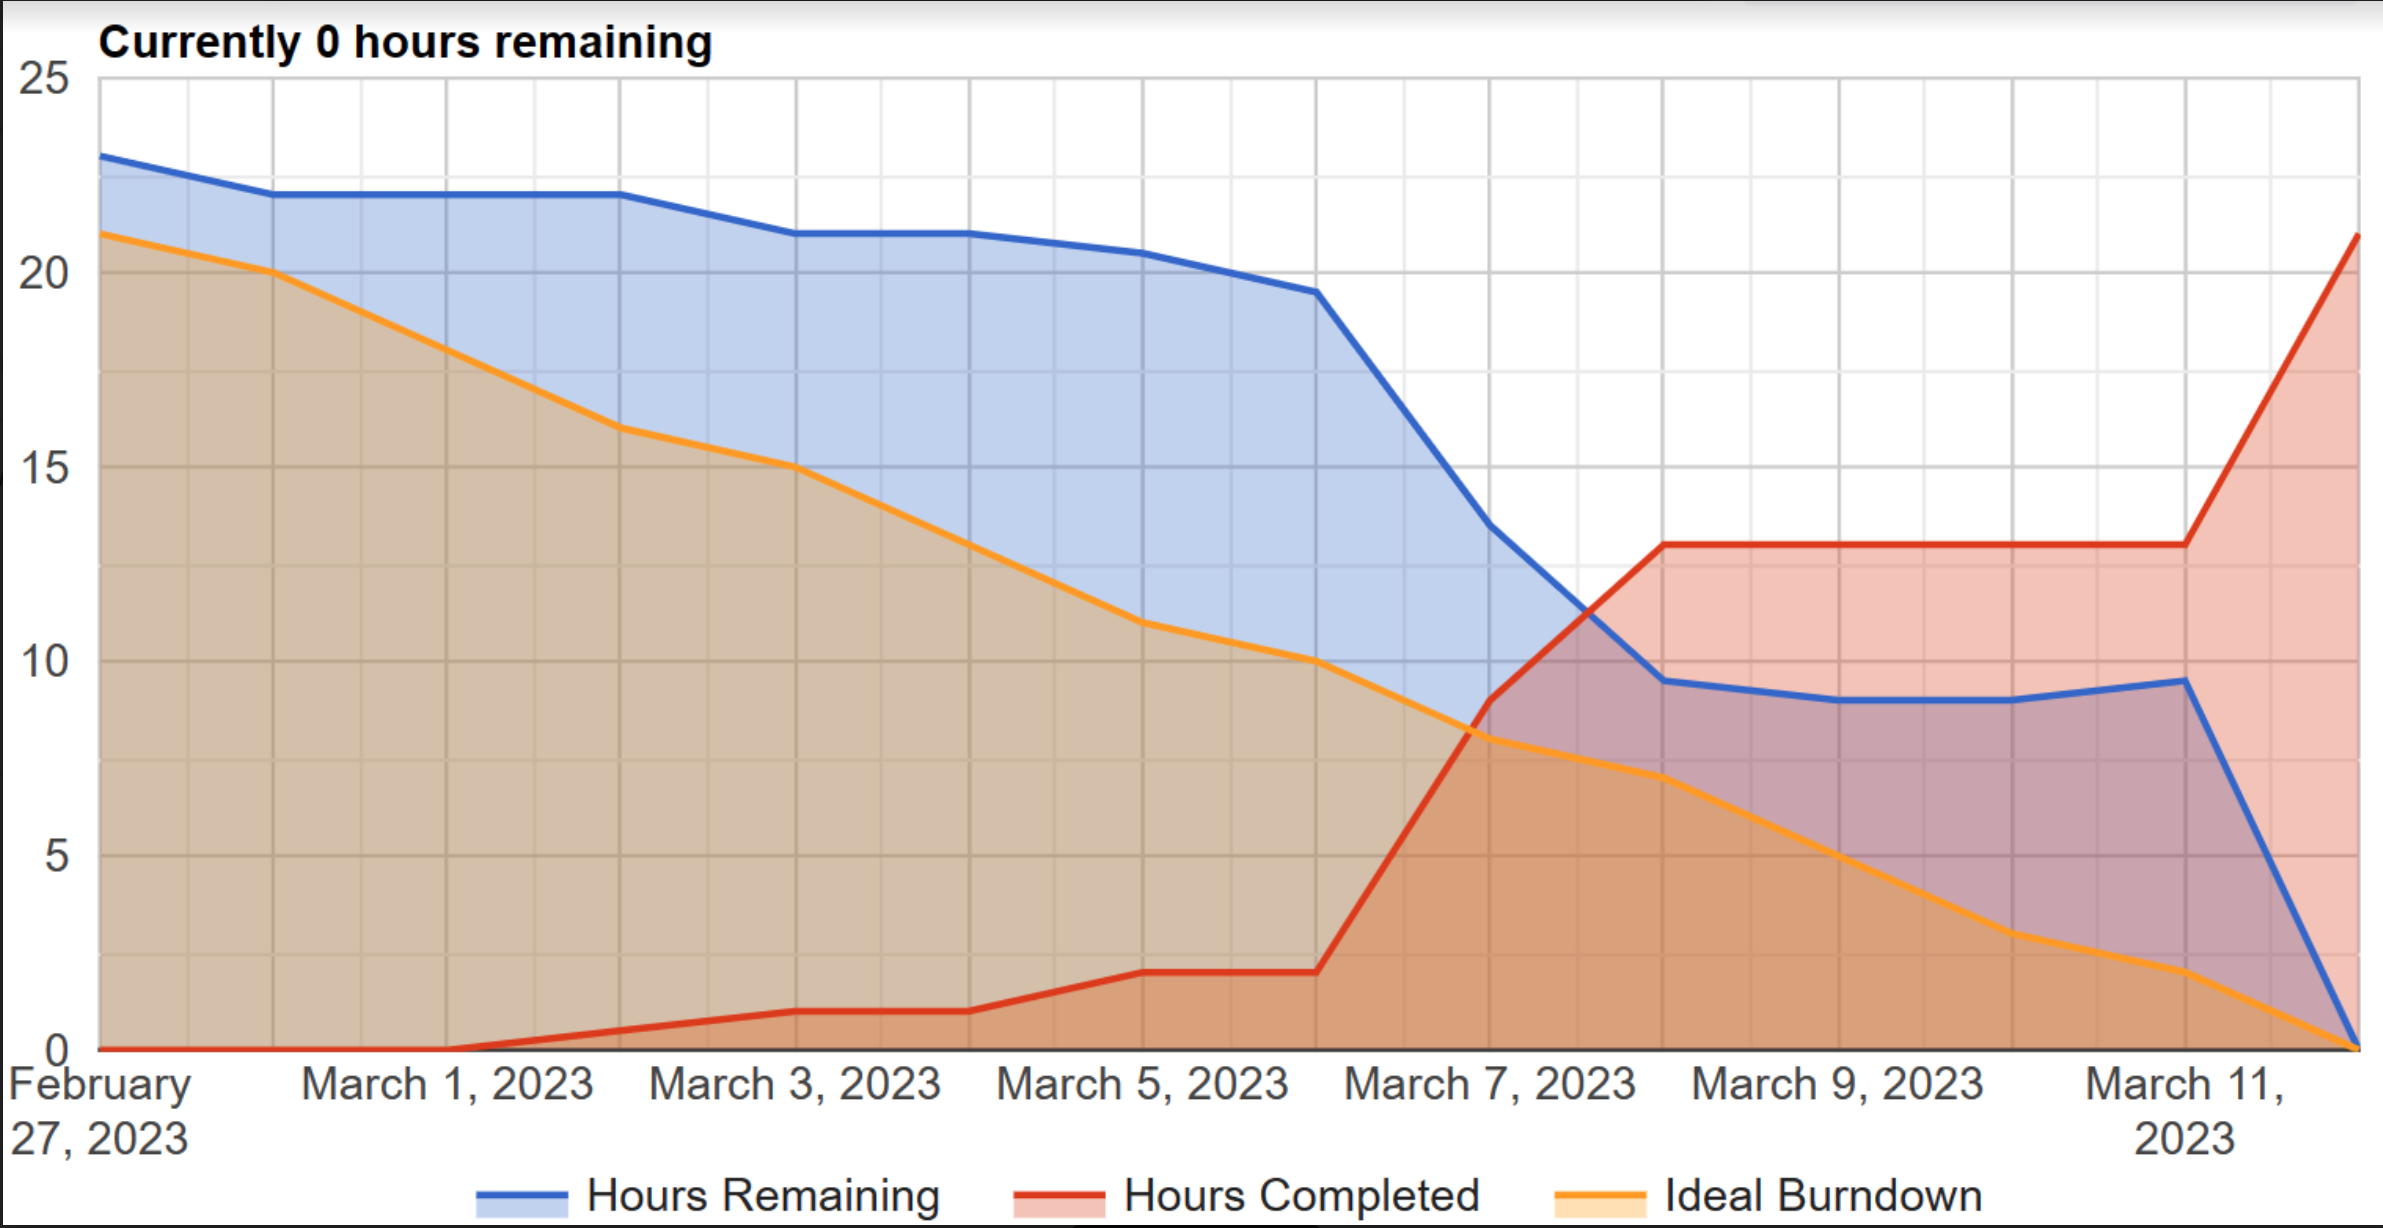 Currently 0 hours remaining
25
20
15
10
5
0
February
27, 2023
March 1, 2023
March 3, 2023
March 5, 2023
March 7, 2023
March 9, 2023
March 11,
2023
Hours Remaining
Hours Completed
Ideal Burndown